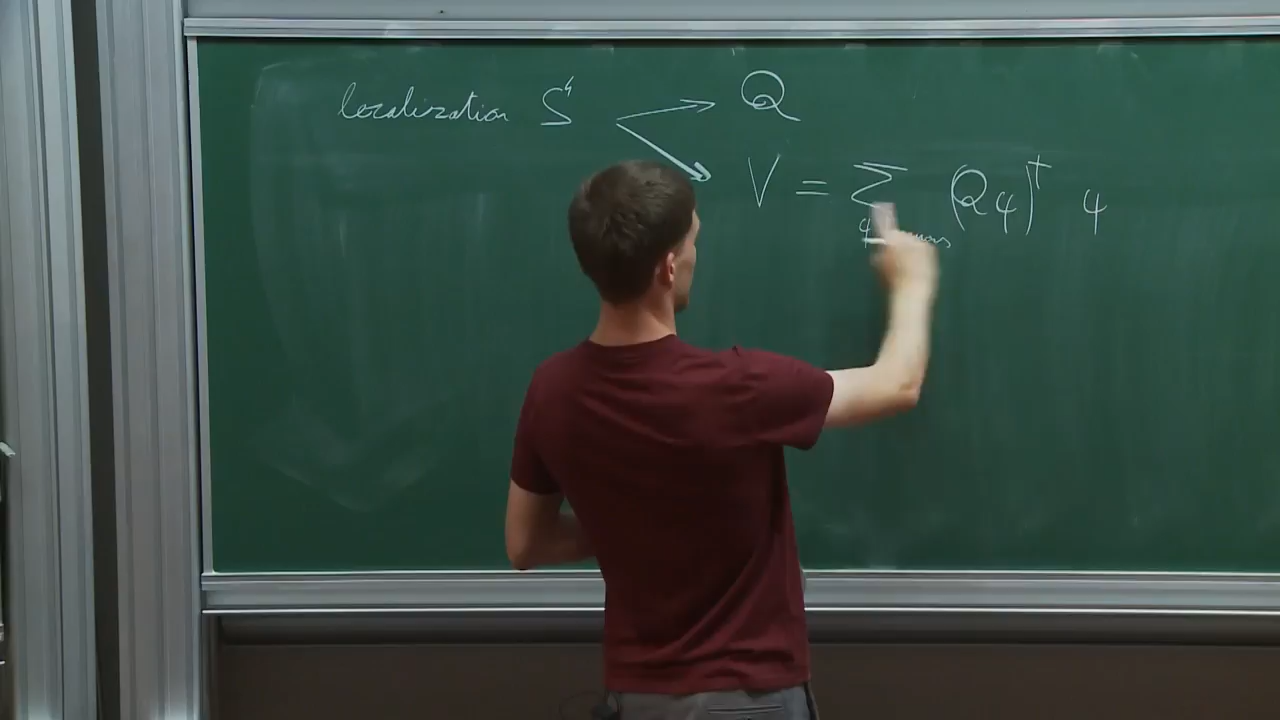 localization S⁴ → Q
→ V = Σ (Qψ)† ψ
ψ